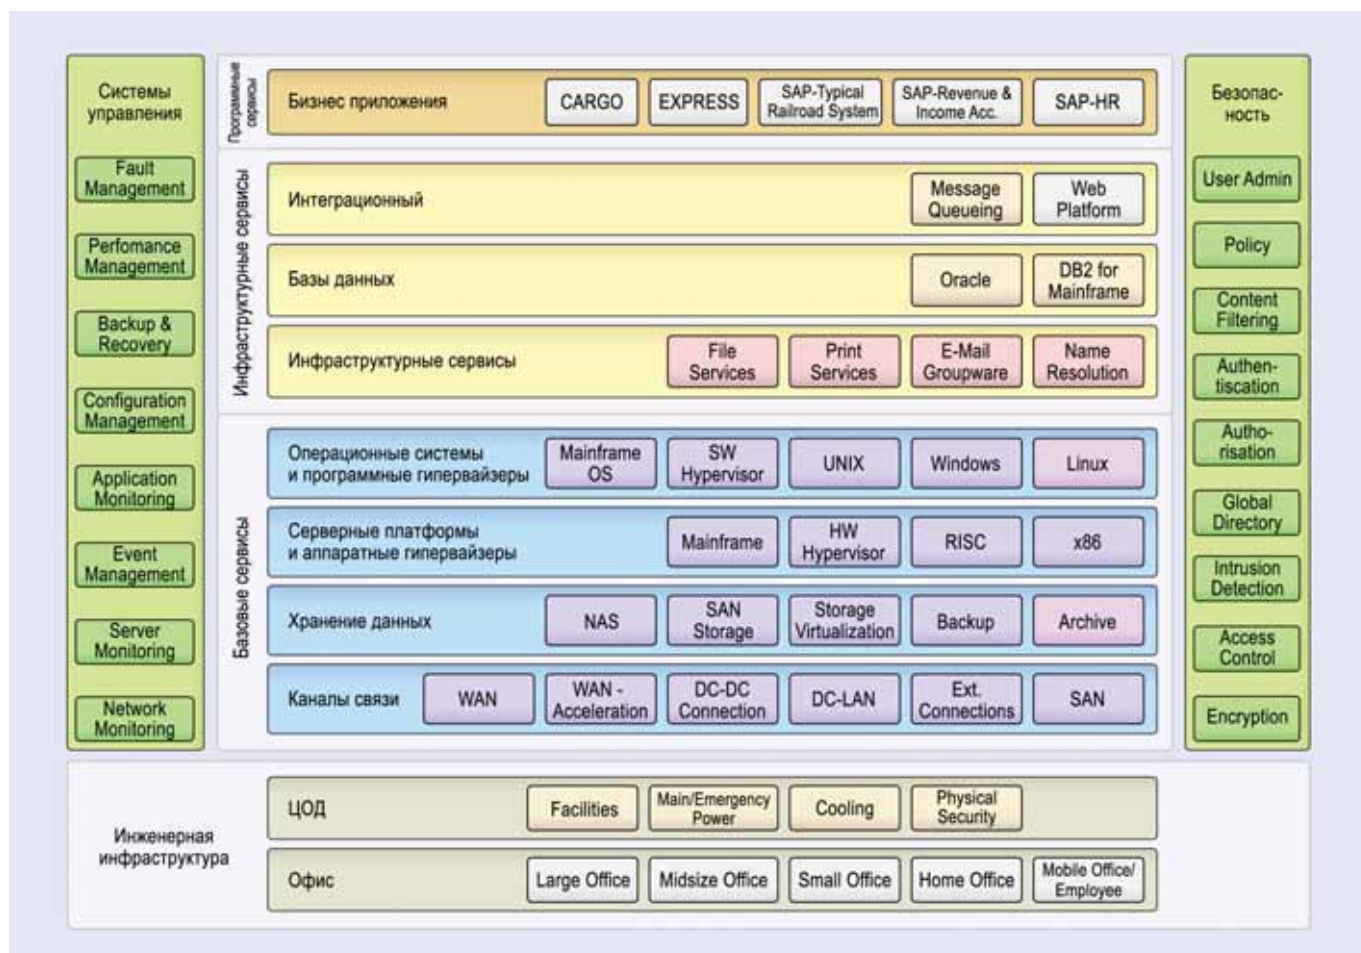 Системы
управления
Fault
Management
Perfomance
Management
Backup &
Recovery
Configuration
Management
Application
Monitoring
Event
Management
Server
Monitoring
Network
Monitoring
Программные
сервисы
Бизнес приложения
CARGO
EXPRESS
SAP-Typical
Railroad System
SAP-Revenue &
Income Acc.
SAP-HR
Инфраструктурные сервисы
Интеграционный
Message
Queueing
Web
Platform
Базы данных
Oracle
DB2 for
Mainframe
Инфраструктурные сервисы
File
Services
Print
Services
E-Mail
Groupware
Name
Resolution
Базовые сервисы
Операционные системы
и программные гипервайзеры
Mainframe
OS
SW
Hypervisor
UNIX
Windows
Linux
Серверные платформы
и аппаратные гипервайзеры
Mainframe
HW
Hypervisor
RISC
x86
Хранение данных
NAS
SAN
Storage
Storage
Virtualization
Backup
Archive
Каналы связи
WAN
WAN -
Acceleration
DC-DC
Connection
DC-LAN
Ext.
Connections
SAN
Безопас-
ность
User Admin
Policy
Content
Filtering
Authen-
tiscation
Autho-
risation
Global
Directory
Intrusion
Detection
Access
Control
Encryption
Инженерная
инфраструктура
ЦОД
Facilities
Main/Emergency
Power
Cooling
Physical
Security
Офис
Large Office
Midsize Office
Small Office
Home Office
Mobile Office/
Employee